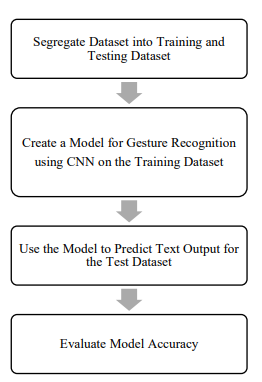 Segregate Dataset into Training and
Testing Dataset
Create a Model for Gesture Recognition
using CNN on the Training Dataset
Use the Model to Predict Text Output for
the Test Dataset
Evaluate Model Accuracy